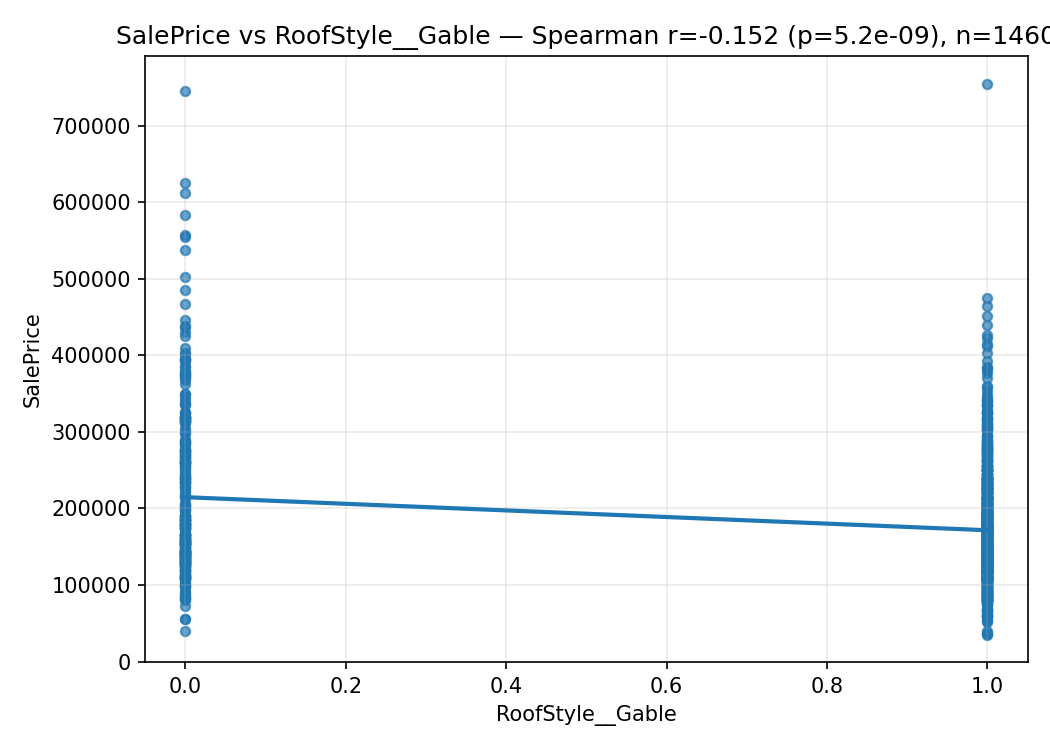 SalePrice vs RoofStyle__Gable — Spearman r=-0.152 (p=5.2e-09), n=1460
700000
600000
500000
400000
300000
200000
100000
0
SalePrice
0.0 0.2 0.4 0.6 0.8 1.0
RoofStyle__Gable